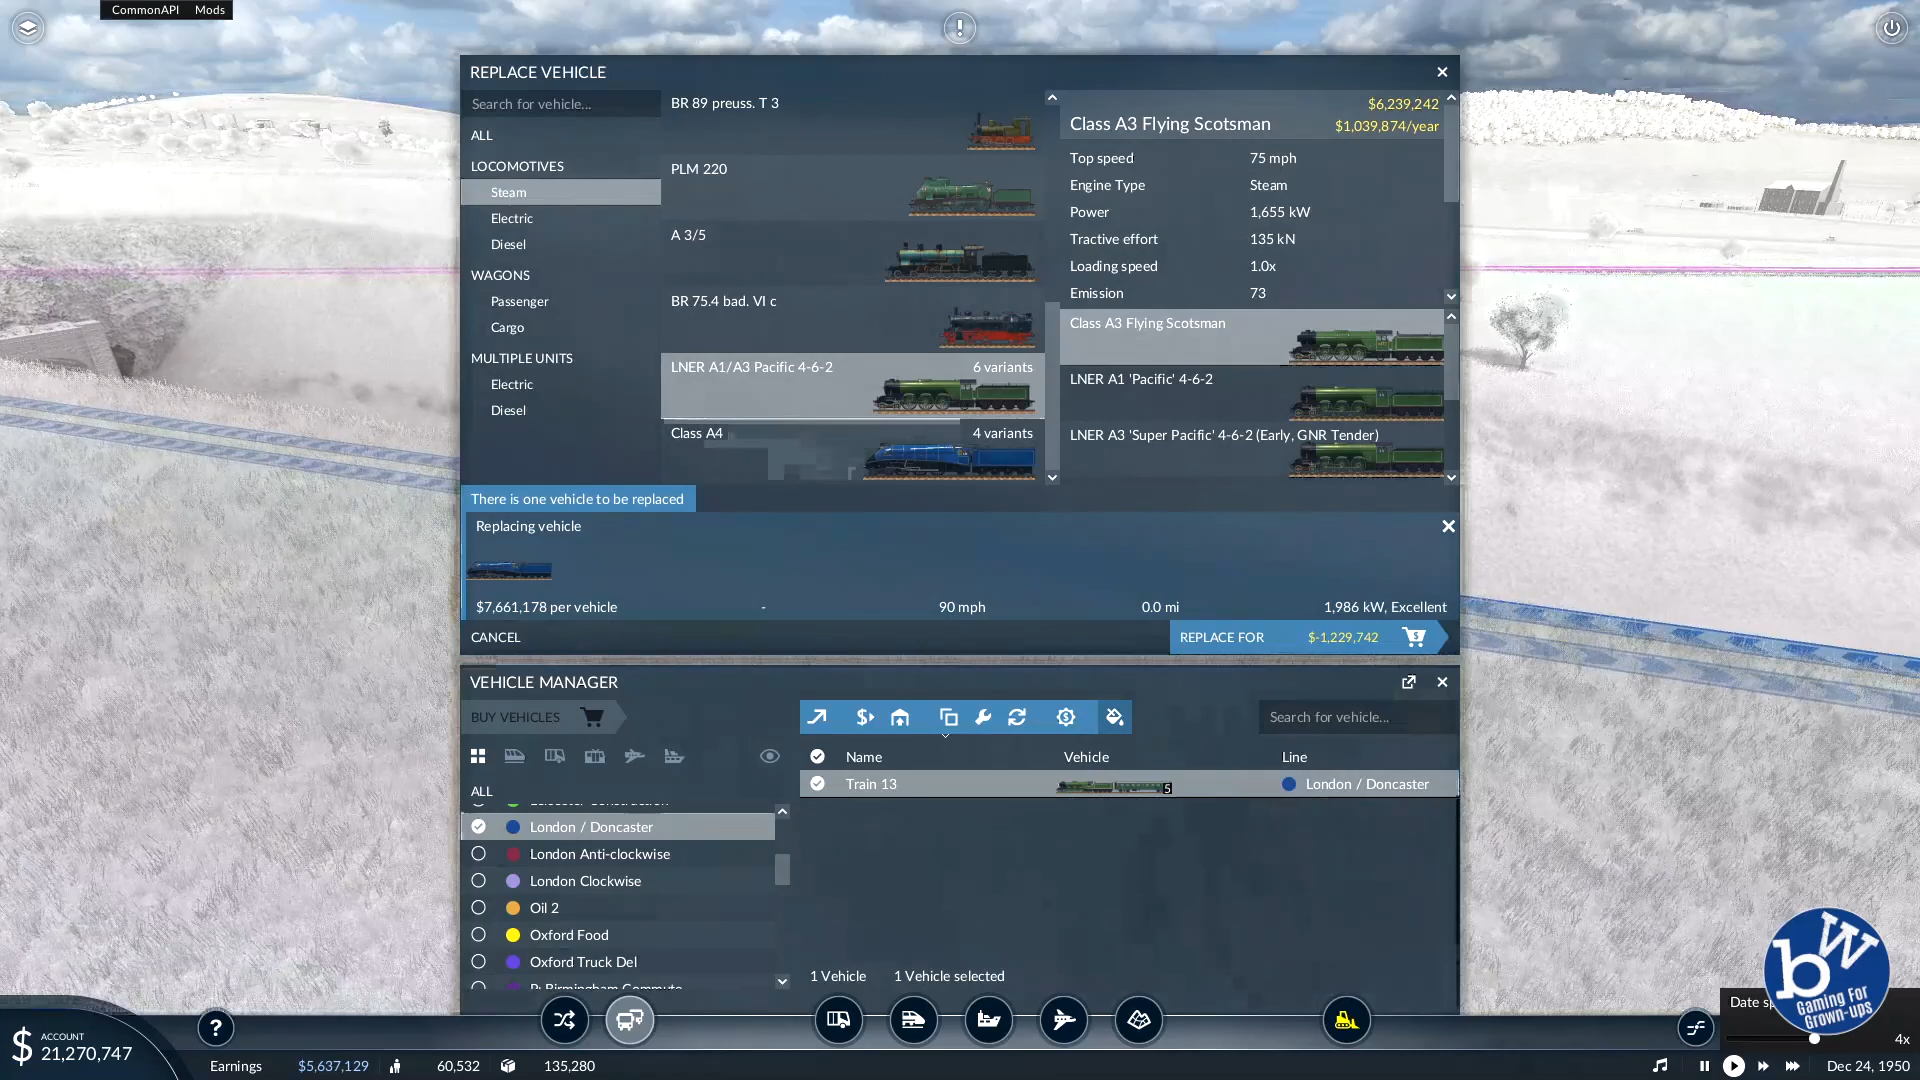 CommonAPI Mods
REPLACE VEHICLE
Search for vehicle...
ALL
LOCOMOTIVES
Steam
Electric
Diesel
WAGONS
Passenger
Cargo
MULTIPLE UNITS
Electric
Diesel
BR 89 preuss. T 3
PLM 220
A 3/5
BR 75.4 bad. VI c
LNER A1/A3 Pacific 4-6-2 6 variants
Class A4 4 variants
$6,239,242
Class A3 Flying Scotsman $1,039,874/year
Top speed 75 mph
Engine Type Steam
Power 1,655 kW
Tractive effort 135 kN
Loading speed 1.0x
Emission 73
Class A3 Flying Scotsman
LNER A1 'Pacific' 4-6-2
LNER A3 'Super Pacific' 4-6-2 (Early, GNR Tender)
There is one vehicle to be replaced
Replacing vehicle
$7,661,178 per vehicle - 90 mph 0.0 mi 1,986 kW, Excellent
CANCEL
REPLACE FOR $-1,229,742
VEHICLE MANAGER
BUY VEHICLES
Search for vehicle...
Name Vehicle Line
Train 13 5 London / Doncaster
ALL
London / Doncaster
London Anti-clockwise
London Clockwise
Oil 2
Oxford Food
Oxford Truck Del
P: Birmingham Commute
1 Vehicle 1 Vehicle selected
bW
Gaming For
Grown-ups
Date
4x
?
$ ACCOUNT
21,270,747
Earnings $5,637,129 60,532 135,280
Dec 24, 1950